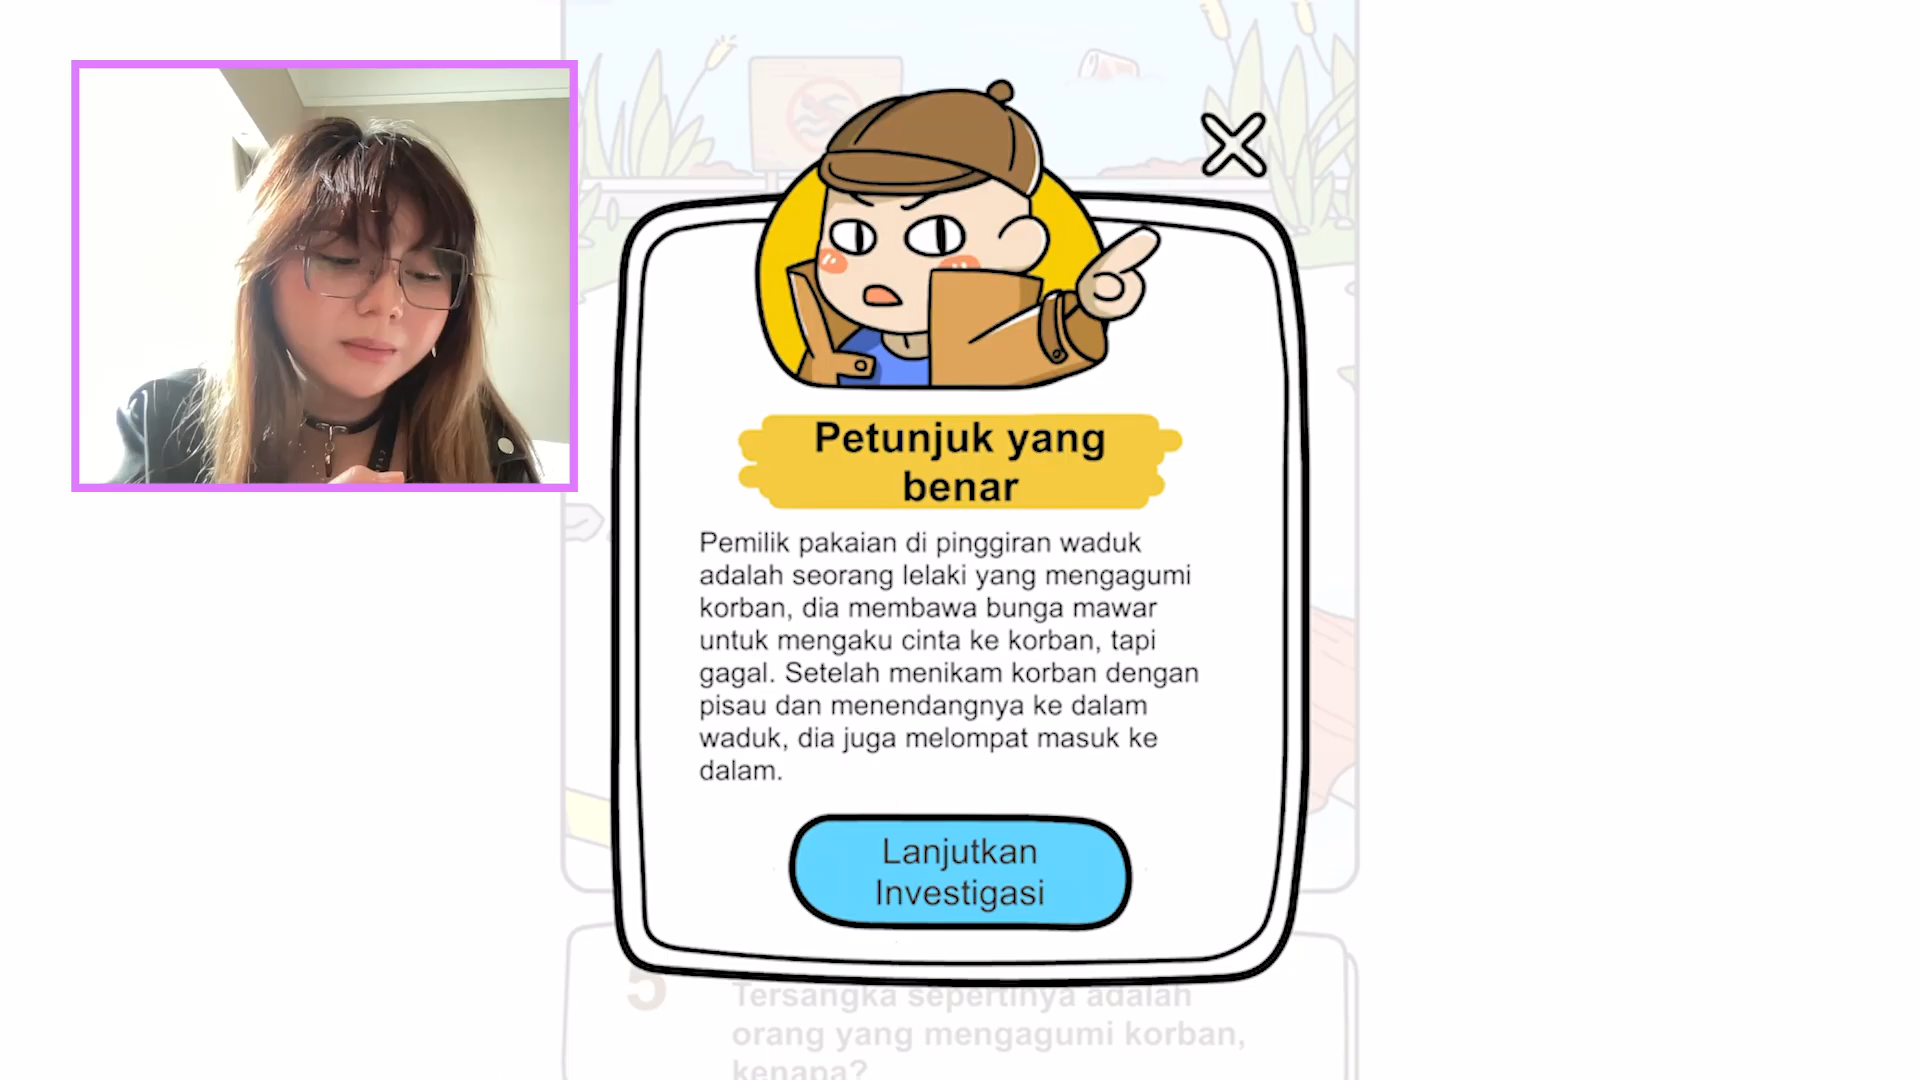 Petunjuk yang
benar
Pemilik pakaian di pinggiran waduk
adalah seorang lelaki yang mengagumi
korban, dia membawa bunga mawar
untuk mengaku cinta ke korban, tapi
gagal. Setelah menikam korban dengan
pisau dan menendangnya ke dalam
waduk, dia juga melompat masuk ke
dalam.
Lanjutkan
Investigasi
5
Tersangka sepertinya adalah
orang yang mengagumi korban,
kenapa?